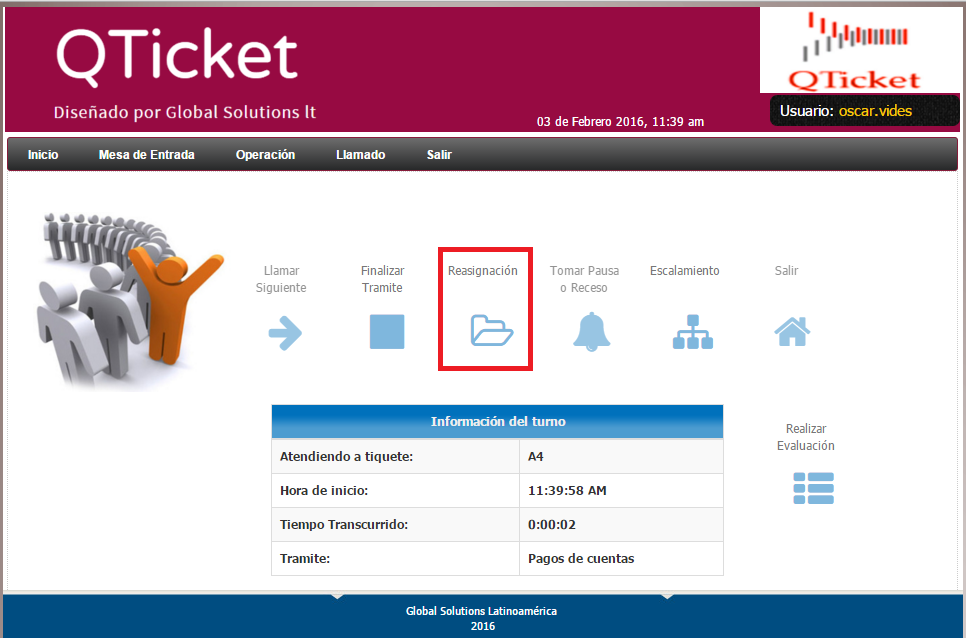 QTicket
Diseñado por Global Solutions lt
03 de Febrero 2016, 11:39 am
QTicket
Usuario: oscar.vides
Inicio Mesa de Entrada Operación Llamado Salir
Llamar
Siguiente
Finalizar
Tramite
Reasignación
Tomar Pausa
o Receso
Escalamiento
Salir
Información del turno
Atendiendo a tiquete: A4
Hora de inicio: 11:39:58 AM
Tiempo Transcurrido: 0:00:02
Tramite: Pagos de cuentas
Realizar
Evaluación
Global Solutions Latinoamérica
2016